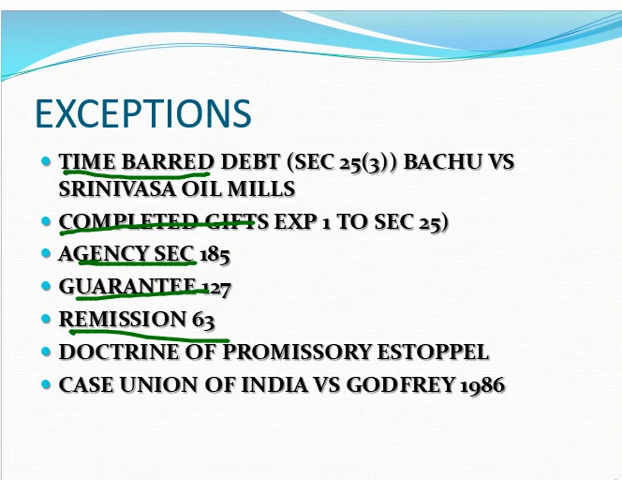 EXCEPTIONS
TIME BARRED DEBT (SEC 25(3)) BACHU VS
SRINIVASA OIL MILLS
COMPLETED GIFTS EXP 1 TO SEC 25)
AGENCY SEC 185
GUARANTEE 127
REMISSION 63
DOCTRINE OF PROMISSORY ESTOPPEL
CASE UNION OF INDIA VS GODFREY 1986